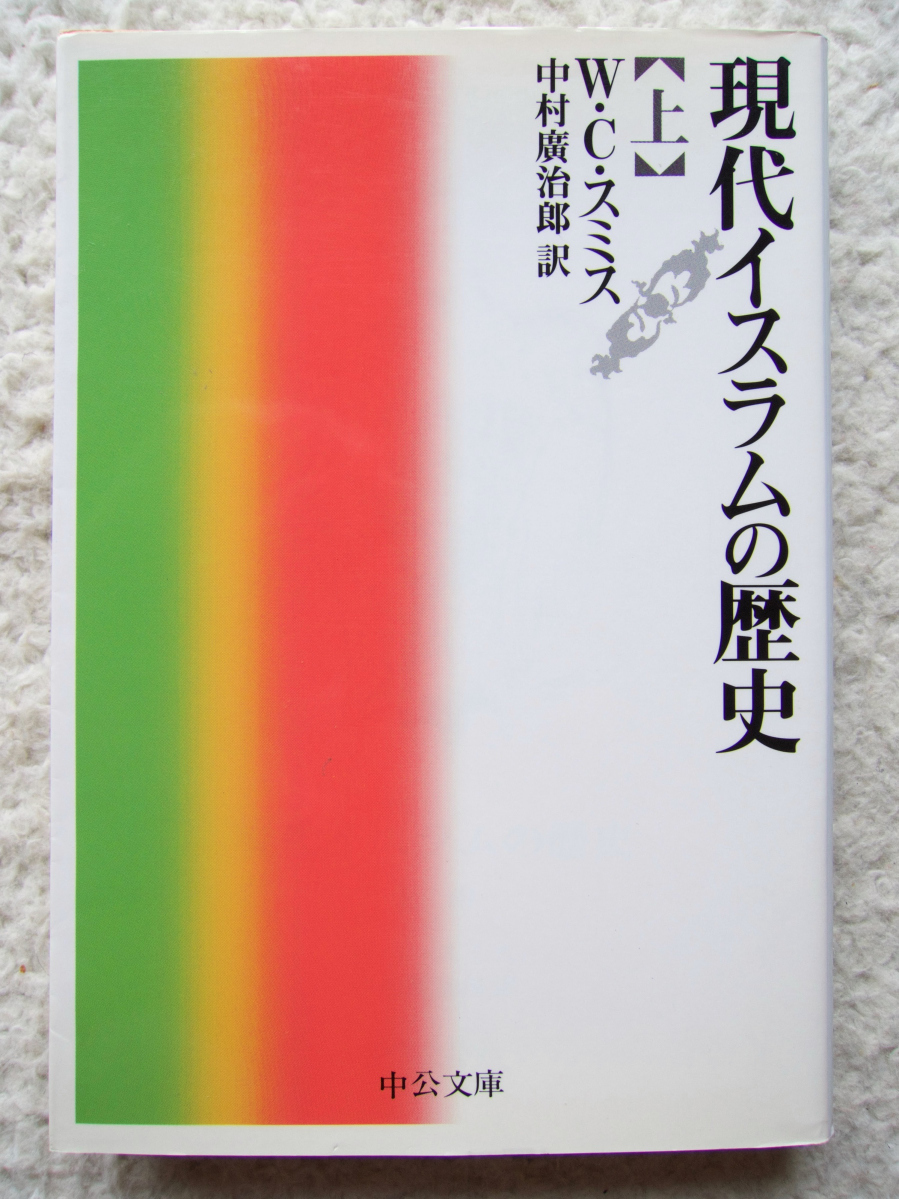 現代イスラムの歴史
【上】
W・C・スミス
中村廣治郎 訳
中公文庫